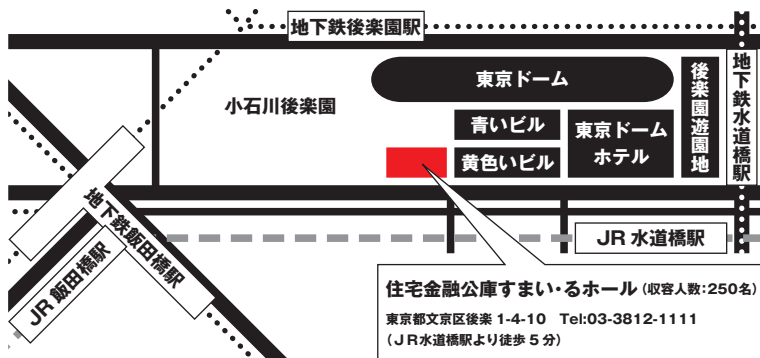 地下鉄後楽園駅
東京ドーム
後楽園遊園地
地下鉄水道橋駅
小石川後楽園
青いビル
東京ドーム
ホテル
黄色いビル
地下鉄飯田橋駅
JR 飯田橋駅
JR 水道橋駅
住宅金融公庫すまい・るホール (収容人数:250名)
東京都文京区後楽 1-4-10　Tel:03-3812-1111
(JR水道橋駅より徒歩 5 分)